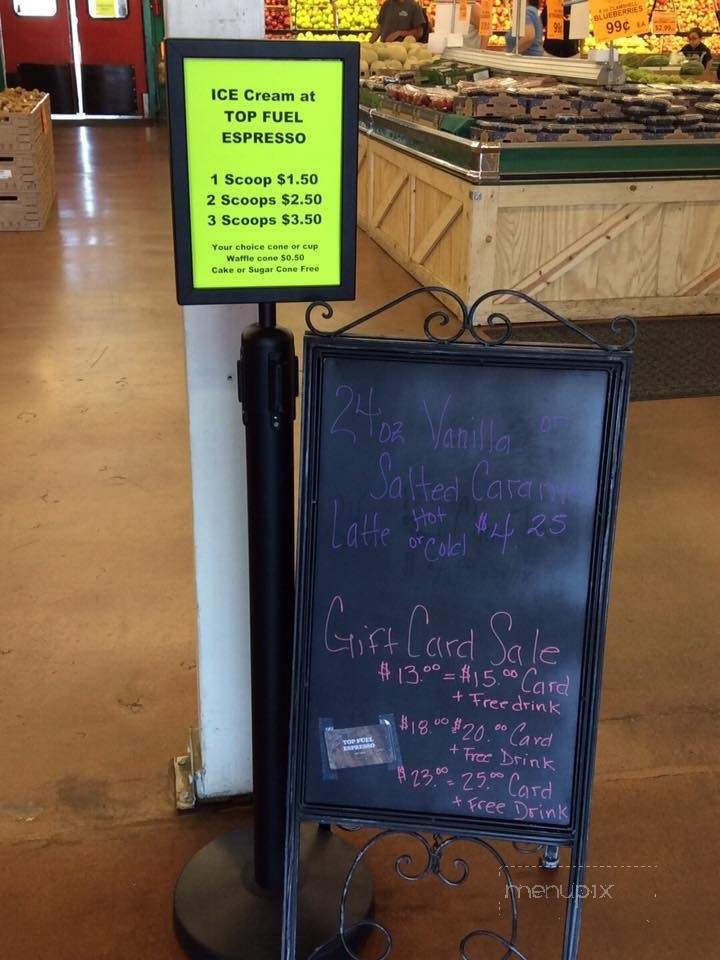 ICE Cream at
TOP FUEL
ESPRESSO
1 Scoop $1.50
2 Scoops $2.50
3 Scoops $3.50
Your choice cone or cup
Waffle cone $0.50
Cake or Sugar Cone Free
BLUEBERRIES
99¢ EA.
24oz Vanilla or
Salted Caramel
Latte Hot or Cold $4.25
Gift Card Sale
$13.00 = $15.00 Card
+ Free drink
$18.00 $20.00 Card
+ Free Drink
$23.00 = 25.00 Card
+ Free Drink
TOP FUEL
ESPRESSO
menupix